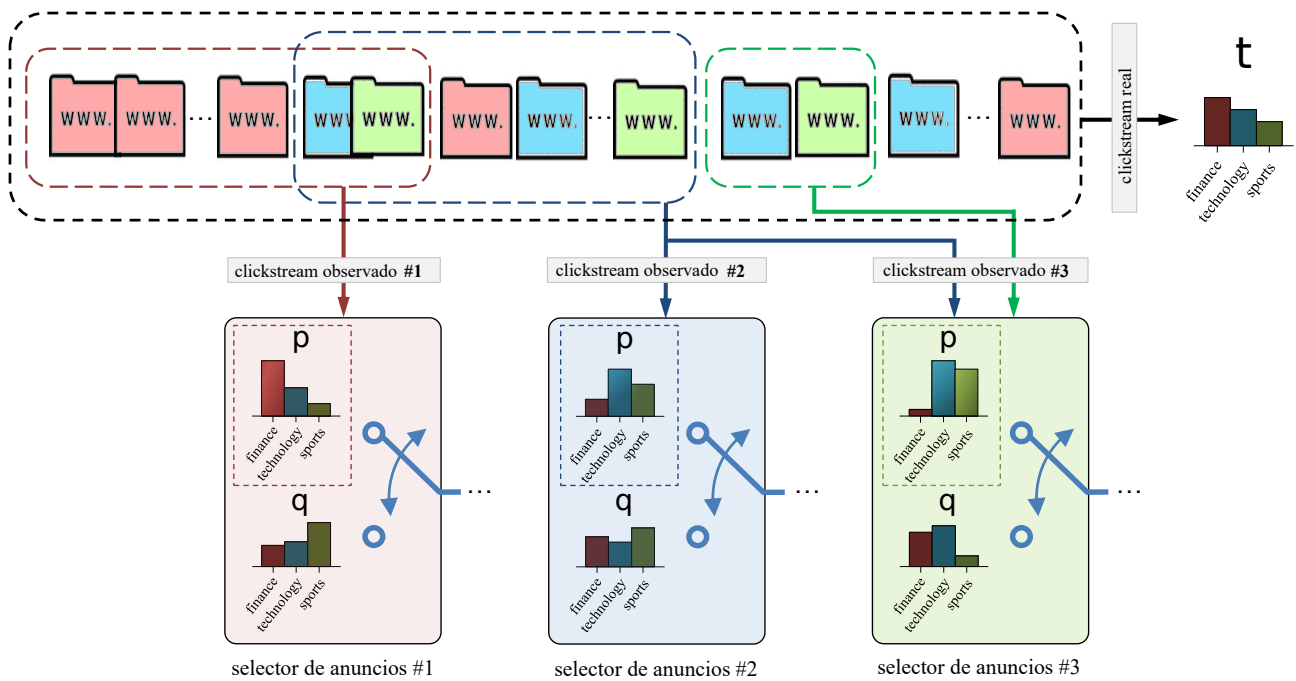 WWW. WWW. ... WWW. WWW. WWW. WWW. WWW. ... WWW. WWW. WWW. WWW. ... WWW.
clickstream real
t
finance
technology
sports
clickstream observado #1
clickstream observado #2
clickstream observado #3
p
finance
technology
sports
q
finance
technology
sports
...
selector de anuncios #1
p
finance
technology
sports
q
finance
technology
sports
...
selector de anuncios #2
p
finance
technology
sports
q
finance
technology
sports
...
selector de anuncios #3